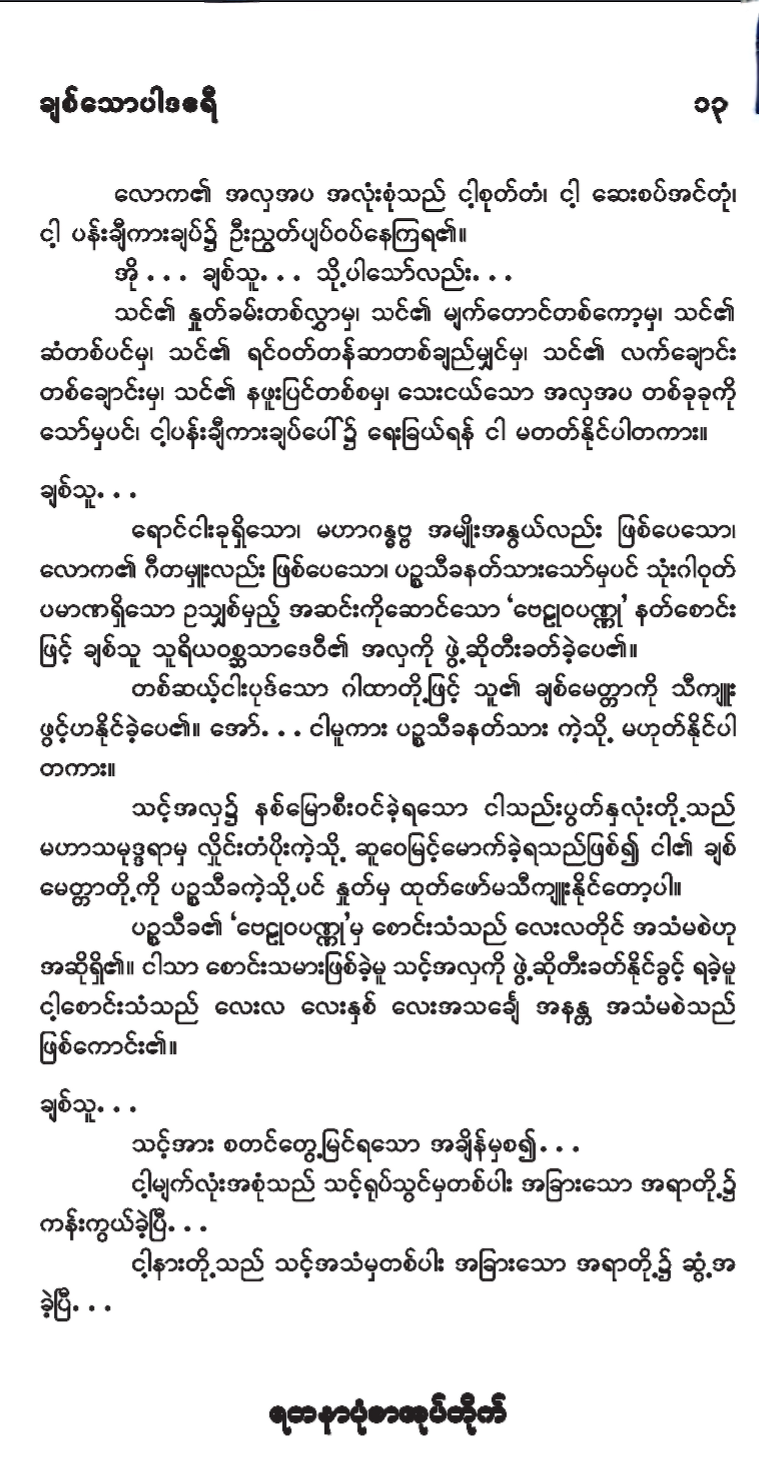 ချစ်သောပါဒစရီ ၁၃
လောက၏ အလှအပ အလုံးစုံသည် ငါ့စုတ်တံ၊ ငါ့ ဆေးစပ်အင်တုံ၊
ငါ့ ပန်းချီကားချပ်၌ ဦးညွှတ်ပျပ်ဝပ်နေကြရ၏။
အို . . . ချစ်သူ. . . သို့ပါသော်လည်း. . .
သင်၏ နှုတ်ခမ်းတစ်လွှာမှ၊ သင်၏ မျက်တောင်တစ်ကော့မှ၊ သင်၏
ဆံတစ်ပင်မှ၊ သင်၏ ရင်ဝတ်တန်ဆာတစ်ချည်မျှင်မှ၊ သင်၏ လက်ချောင်း
တစ်ချောင်းမှ၊ သင်၏ နဖူးပြင်တစ်စမှ၊ သေးငယ်သော အလှအပ တစ်ခုခုကို
သော်မှပင်၊ ငါ့ပန်းချီကားချပ်ပေါ်၌ ရေးခြယ်ရန် ငါ မတတ်နိုင်ပါတကား။
ချစ်သူ. . .
ရောင်ငါးခုရှိသော၊ မဟာဂန္ဓဗ္ဗ အမျိုးအနွယ်လည်း ဖြစ်ပေသော၊
လောက၏ ဂီတမှူးလည်း ဖြစ်ပေသော၊ ပဉ္စသီခနတ်သားသော်မှပင် သုံးဂါဝုတ်
ပမာဏရှိသော ဥသျှစ်မှည့် အဆင်းကိုဆောင်သော ‘ဗေဠုဝပဏ္ဏု’ နတ်စောင်း
ဖြင့် ချစ်သူ သူရိယဝစ္ဆသာဒေဝီ၏ အလှကို ဖွဲ့ဆိုတီးခတ်ခဲ့ပေ၏။
တစ်ဆယ့်ငါးပုဒ်သော ဂါထာတို့ဖြင့် သူ၏ ချစ်မေတ္တာကို သီကျူး
ဖွင့်ဟနိုင်ခဲ့ပေ၏။ အော်. . . ငါမူကား ပဉ္စသီခနတ်သား ကဲ့သို့ မဟုတ်နိုင်ပါ
တကား။
သင့်အလှ၌ နစ်မြောစီးဝင်ခဲ့ရသော ငါသည်းပွတ်နှလုံးတို့သည်
မဟာသမုဒ္ဒရာမှ လှိုင်းတံပိုးကဲ့သို့ ဆူဝေမြင့်မောက်ခဲ့ရသည်ဖြစ်၍ ငါ၏ ချစ်
မေတ္တာတို့ကို ပဉ္စသီခကဲ့သို့ပင် နှုတ်မှ ထုတ်ဖော်မသီကျူးနိုင်တော့ပါ။
ပဉ္စသီခ၏ ‘ဗေဠုဝပဏ္ဏု’မှ စောင်းသံသည် လေးလတိုင် အသံမစဲဟု
အဆိုရှိ၏။ ငါသာ စောင်းသမားဖြစ်ခဲ့မူ သင့်အလှကို ဖွဲ့ဆိုတီးခတ်နိုင်ခွင့် ရခဲ့မူ
ငါ့စောင်းသံသည် လေးလ လေးနှစ် လေးအသင်္ချေ အနန္တ အသံမစဲသည်
ဖြစ်ကောင်း၏။
ချစ်သူ. . .
သင့်အား စတင်တွေ့မြင်ရသော အချိန်မှစ၍. . .
ငါ့မျက်လုံးအစုံသည် သင့်ရုပ်သွင်မှတစ်ပါး အခြားသော အရာတို့၌
ကန်းကွယ်ခဲ့ပြီ. . .
ငါ့နားတို့သည် သင့်အသံမှတစ်ပါး အခြားသော အရာတို့၌ ဆွံ့အ
ခဲ့ပြီ. . .
ရတနာပုံစာအုပ်တိုက်